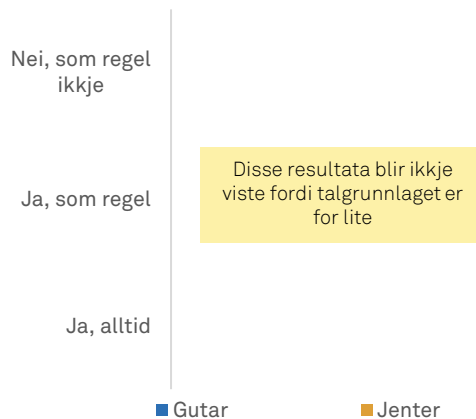 Nei, som regel
ikkje
Disse resultata blir ikkje
viste fordi talgrunnlaget er
for lite
Ja, som regel
Ja, alltid
Gutar
Jenter